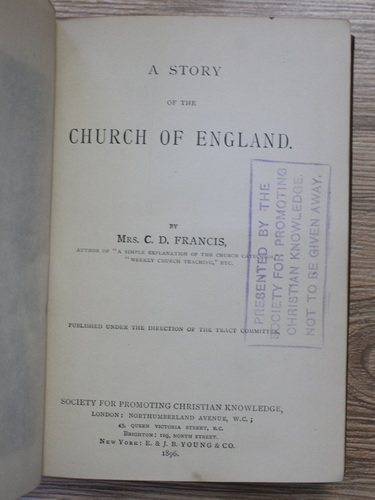 A STORY
OF THE
CHURCH OF ENGLAND.
BY
MRS. C. D. FRANCIS,
AUTHOR OF "A SIMPLE EXPLANATION OF THE CHURCH
"WEEKLY CHURCH TEACHING," ETC.
PUBLISHED UNDER THE DIRECTION OF THE TRACT COMMITTEE.
SOCIETY FOR PROMOTING CHRISTIAN KNOWLEDGE,
LONDON: NORTHUMBERLAND AVENUE, W.C.;
43, QUEEN VICTORIA STREET, E.C.
BRIGHTON: 129, NORTH STREET.
NEW YORK: E. & J. B. YOUNG & CO.
1896.
PRESENTED BY THE
SOCIETY FOR PROMOTING
CHRISTIAN KNOWLEDGE.
NOT TO BE GIVEN AWAY.